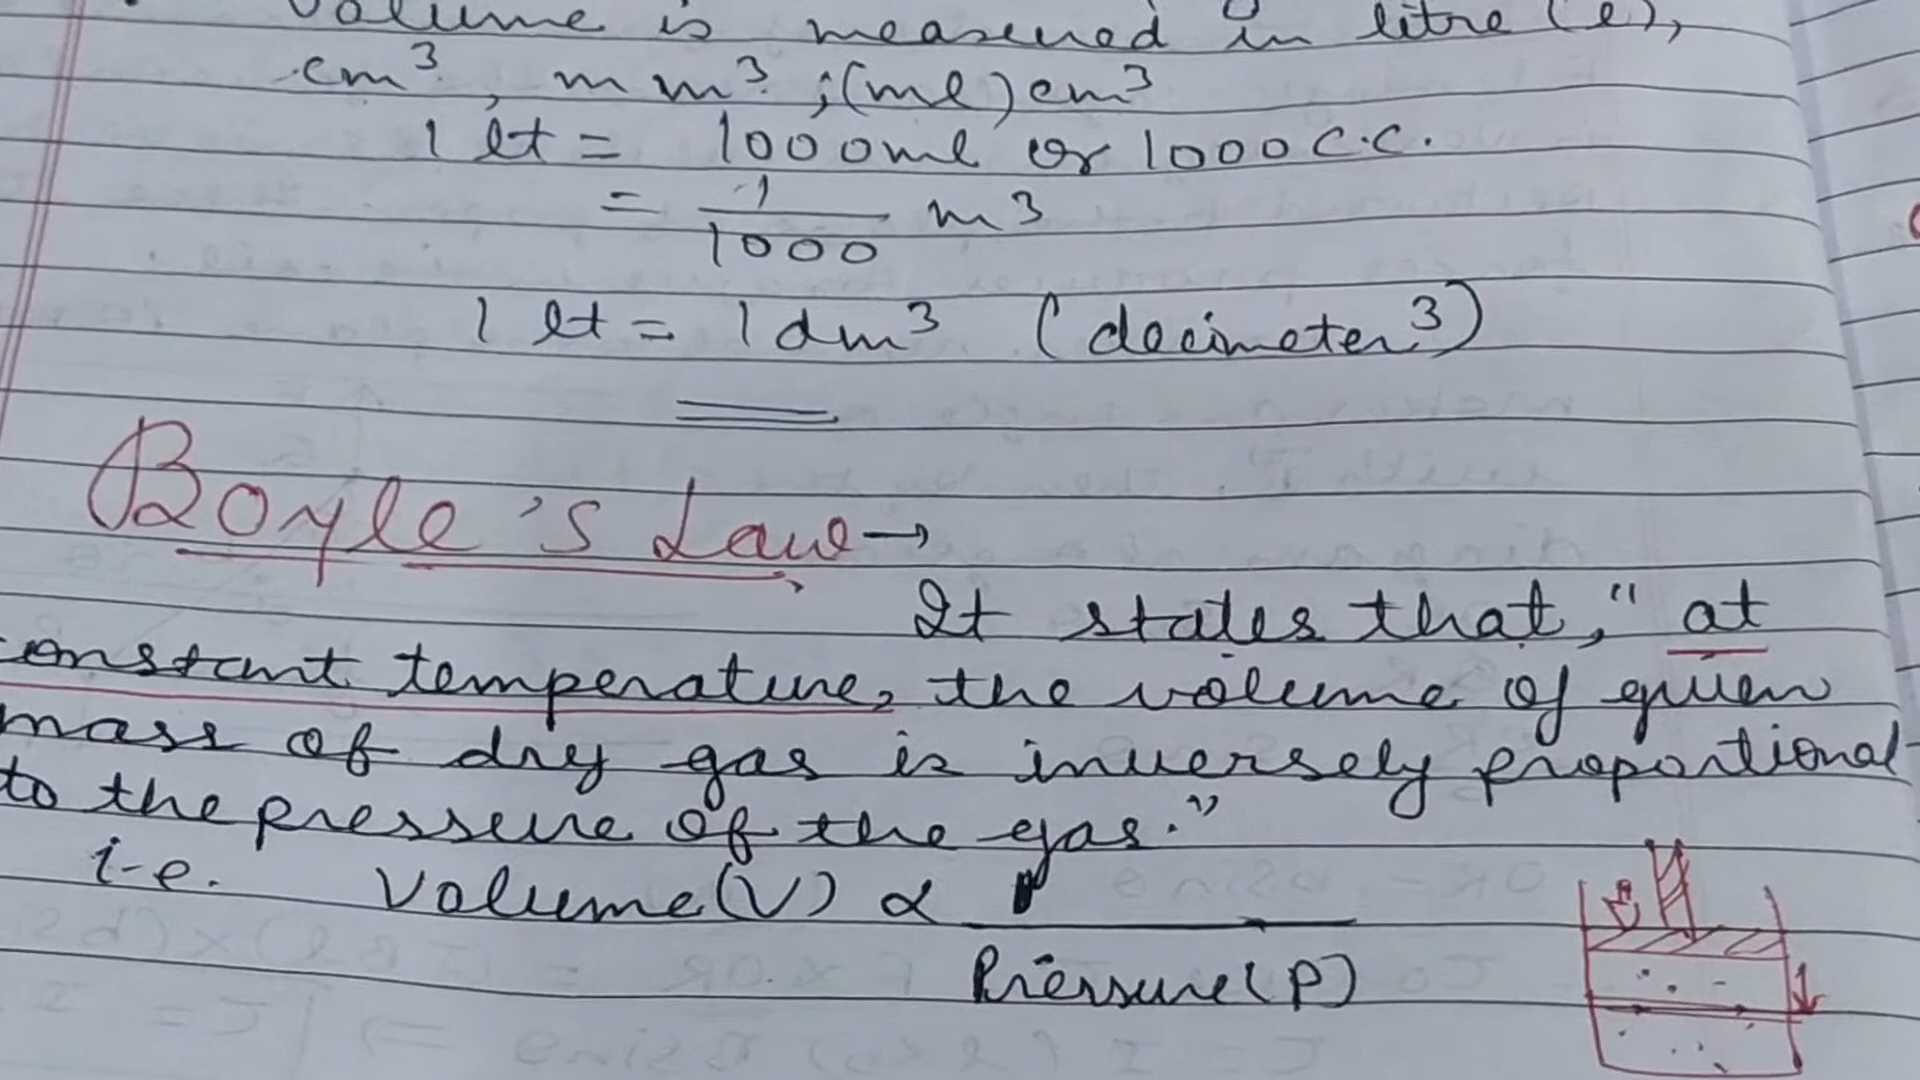 Volume is measured in litre (l),
cm³, mm³ ; (ml) cm³
1 lt = 1000ml or 1000 c.c.
= 1/1000 m³
1 lt = 1 dm³ (decimeter³)
Boyle's Law →
It states that, "at
constant temperature, the volume of given
mass of dry gas is inversely proportional
to the pressure of the gas."
i.e. Volume (V) ∝ 1/Pressure (P)